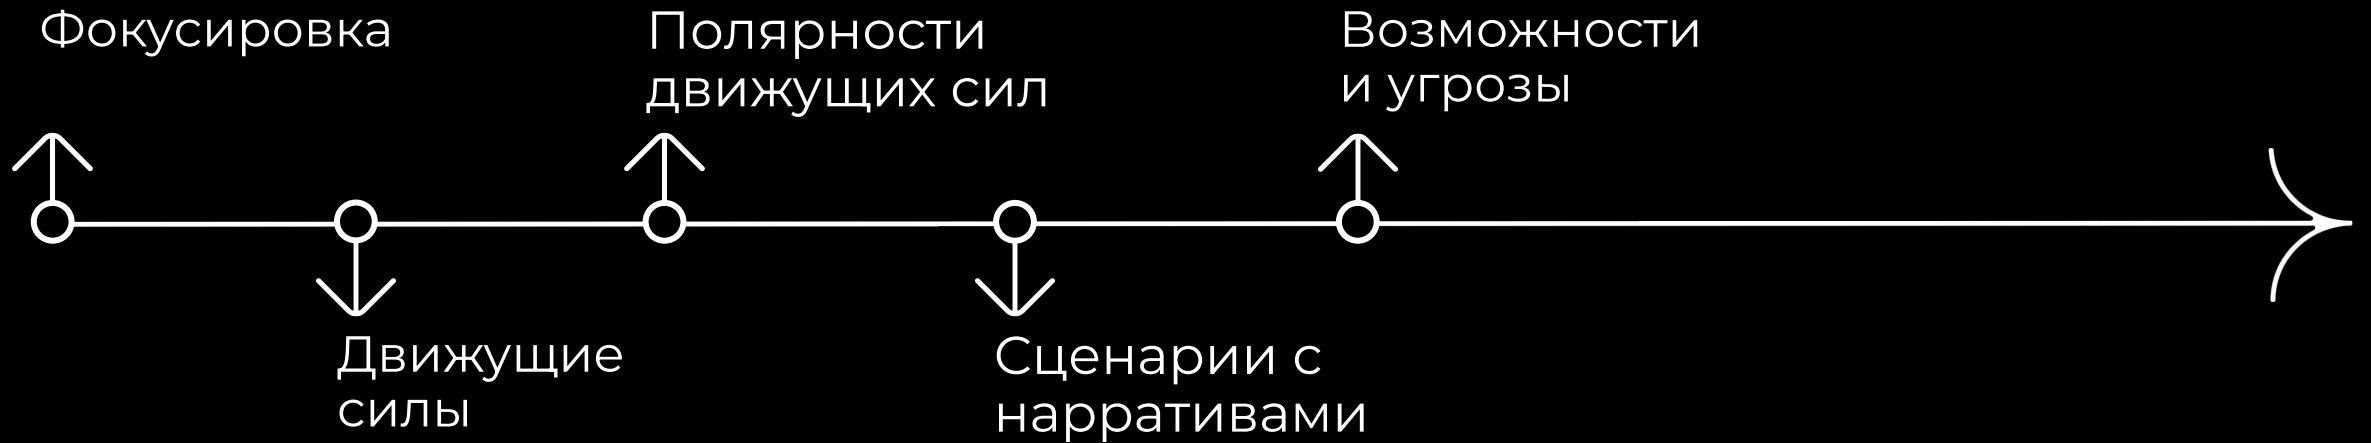 Фокусировка
Движущие
силы
Полярности
движущих сил
Сценарии с
нарративами
Возможности
и угрозы